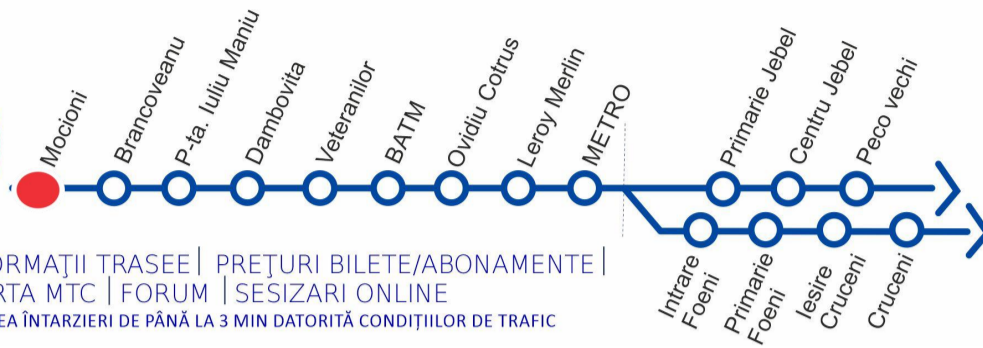 Mocioni
Brancoveanu
P-ta. Iuliu Maniu
Dambovita
Veteranilor
BATM
Ovidiu Cotrus
Leroy Merlin
METRO
Primarie Jebel
Centru Jebel
Peco vechi
Intrare
Foeni
Primarie
Foeni
Iesire
Cruceni
Cruceni
ORMAŢII TRASEE| PREŢURI BILETE/ABONAMENTE|
RTA MTC |FORUM |SESIZARI ONLINE
EA ÎNTARZIERI DE PÂNĂ LA 3 MIN DATORITĂ CONDIŢIILOR DE TRAFIC